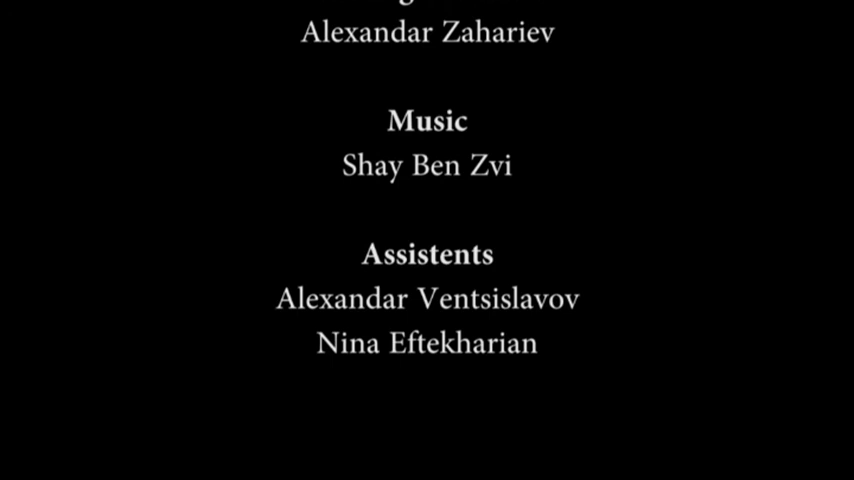 Alexandar Zahariev
Music
Shay Ben Zvi
Assistents
Alexandar Ventsislavov
Nina Eftekharian